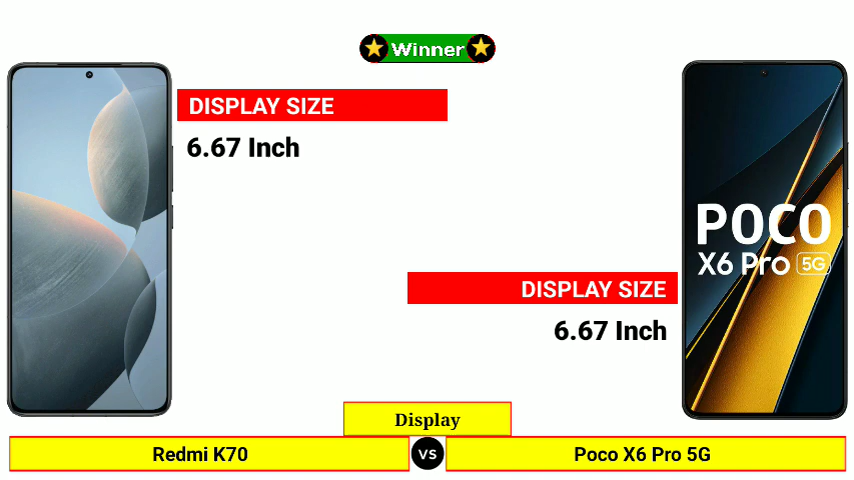 Winner
DISPLAY SIZE
6.67 Inch
POCO
X6 Pro 5G
DISPLAY SIZE
6.67 Inch
Display
Redmi K70 VS Poco X6 Pro 5G